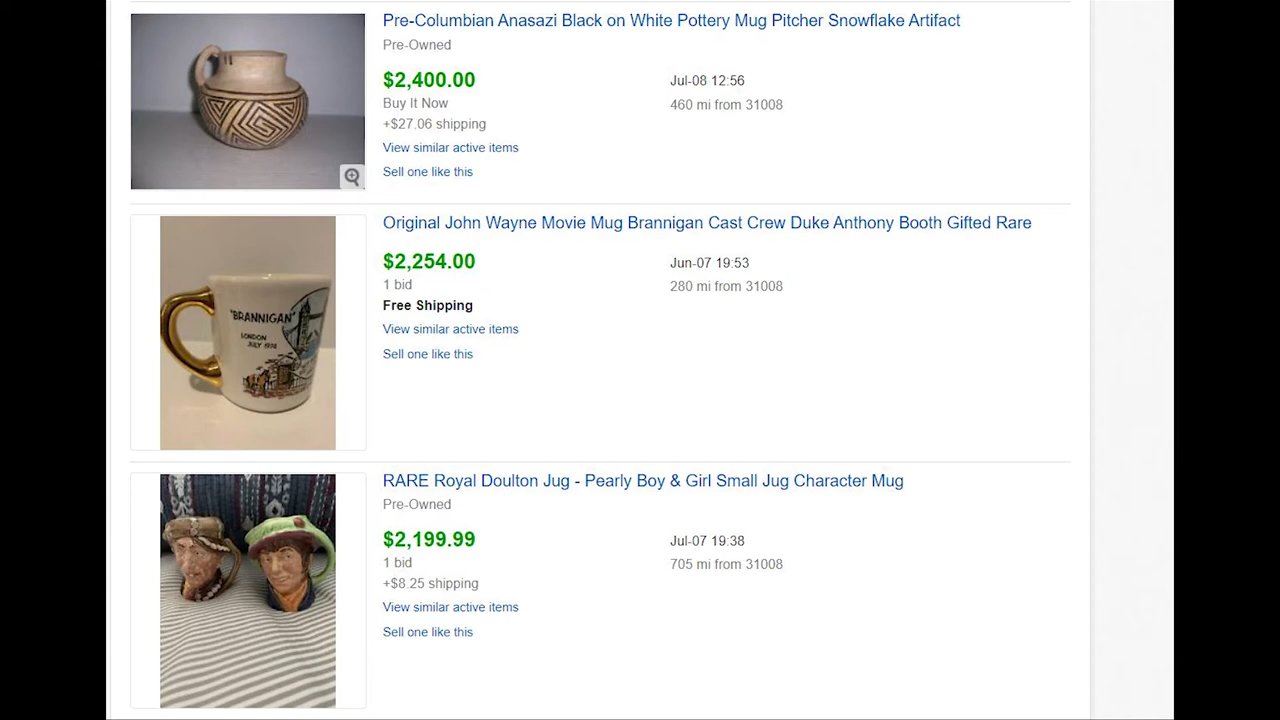 Pre-Columbian Anasazi Black on White Pottery Mug Pitcher Snowflake Artifact
Pre-Owned
$2,400.00
Jul-08 12:56
Buy It Now
460 mi from 31008
+$27.06 shipping
View similar active items
Sell one like this
Original John Wayne Movie Mug Brannigan Cast Crew Duke Anthony Booth Gifted Rare
$2,254.00
Jun-07 19:53
1 bid
280 mi from 31008
Free Shipping
View similar active items
Sell one like this
"BRANNIGAN"
LONDON
JULY 1974
RARE Royal Doulton Jug - Pearly Boy & Girl Small Jug Character Mug
Pre-Owned
$2,199.99
Jul-07 19:38
1 bid
705 mi from 31008
+$8.25 shipping
View similar active items
Sell one like this